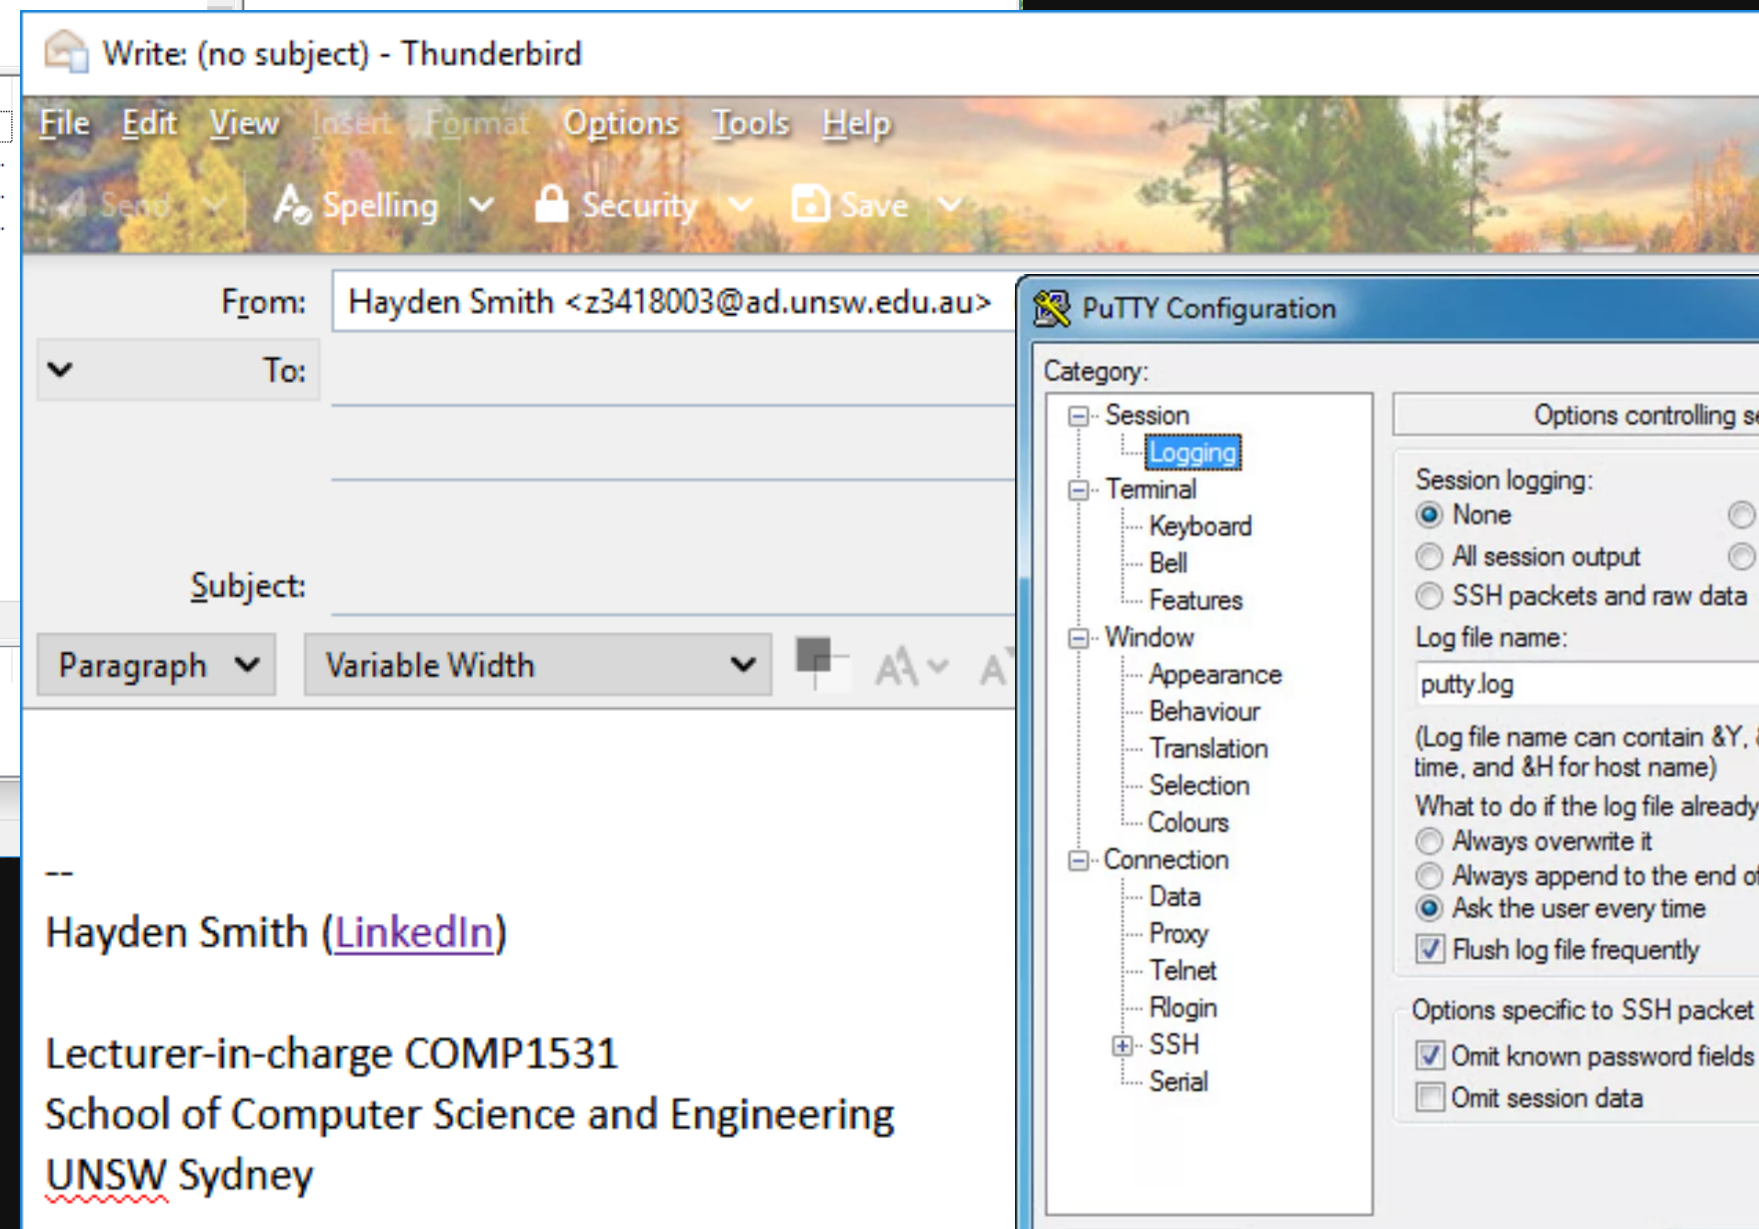 Write: (no subject) - Thunderbird
File Edit View Insert Format Options Tools Help
Send Spelling Security Save
From: Hayden Smith <z3418003@ad.unsw.edu.au>
To:
Subject:
Paragraph Variable Width
--
Hayden Smith (LinkedIn)
Lecturer-in-charge COMP1531
School of Computer Science and Engineering
UNSW Sydney
PuTTY Configuration
Category:
Session
Logging
Terminal
Keyboard
Bell
Features
Window
Appearance
Behaviour
Translation
Selection
Colours
Connection
Data
Proxy
Telnet
Rlogin
SSH
Serial
Options controlling
Session logging:
None
All session output
SSH packets and raw data
Log file name:
putty.log
(Log file name can contain &Y,
time, and &H for host name)
What to do if the log file already
Always overwrite it
Always append to the end of
Ask the user every time
Flush log file frequently
Options specific to SSH packet
Omit known password fields
Omit session data